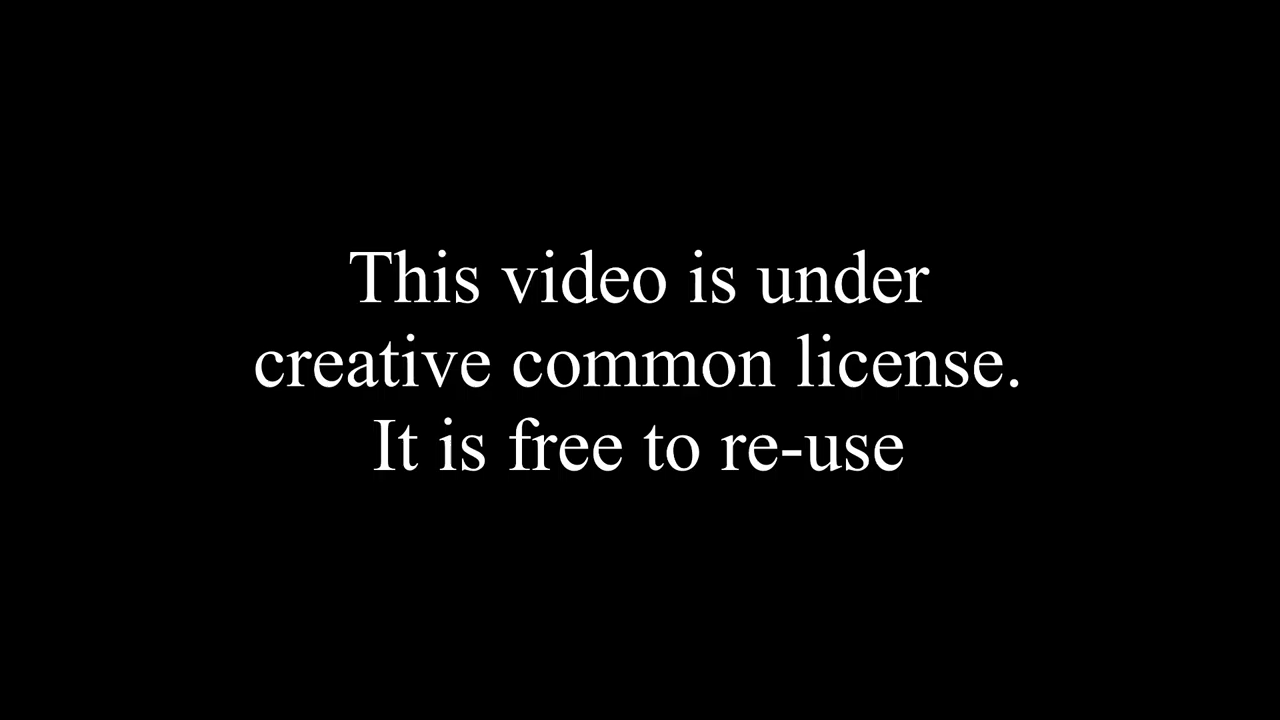 This video is under
creative common license.
It is free to re-use